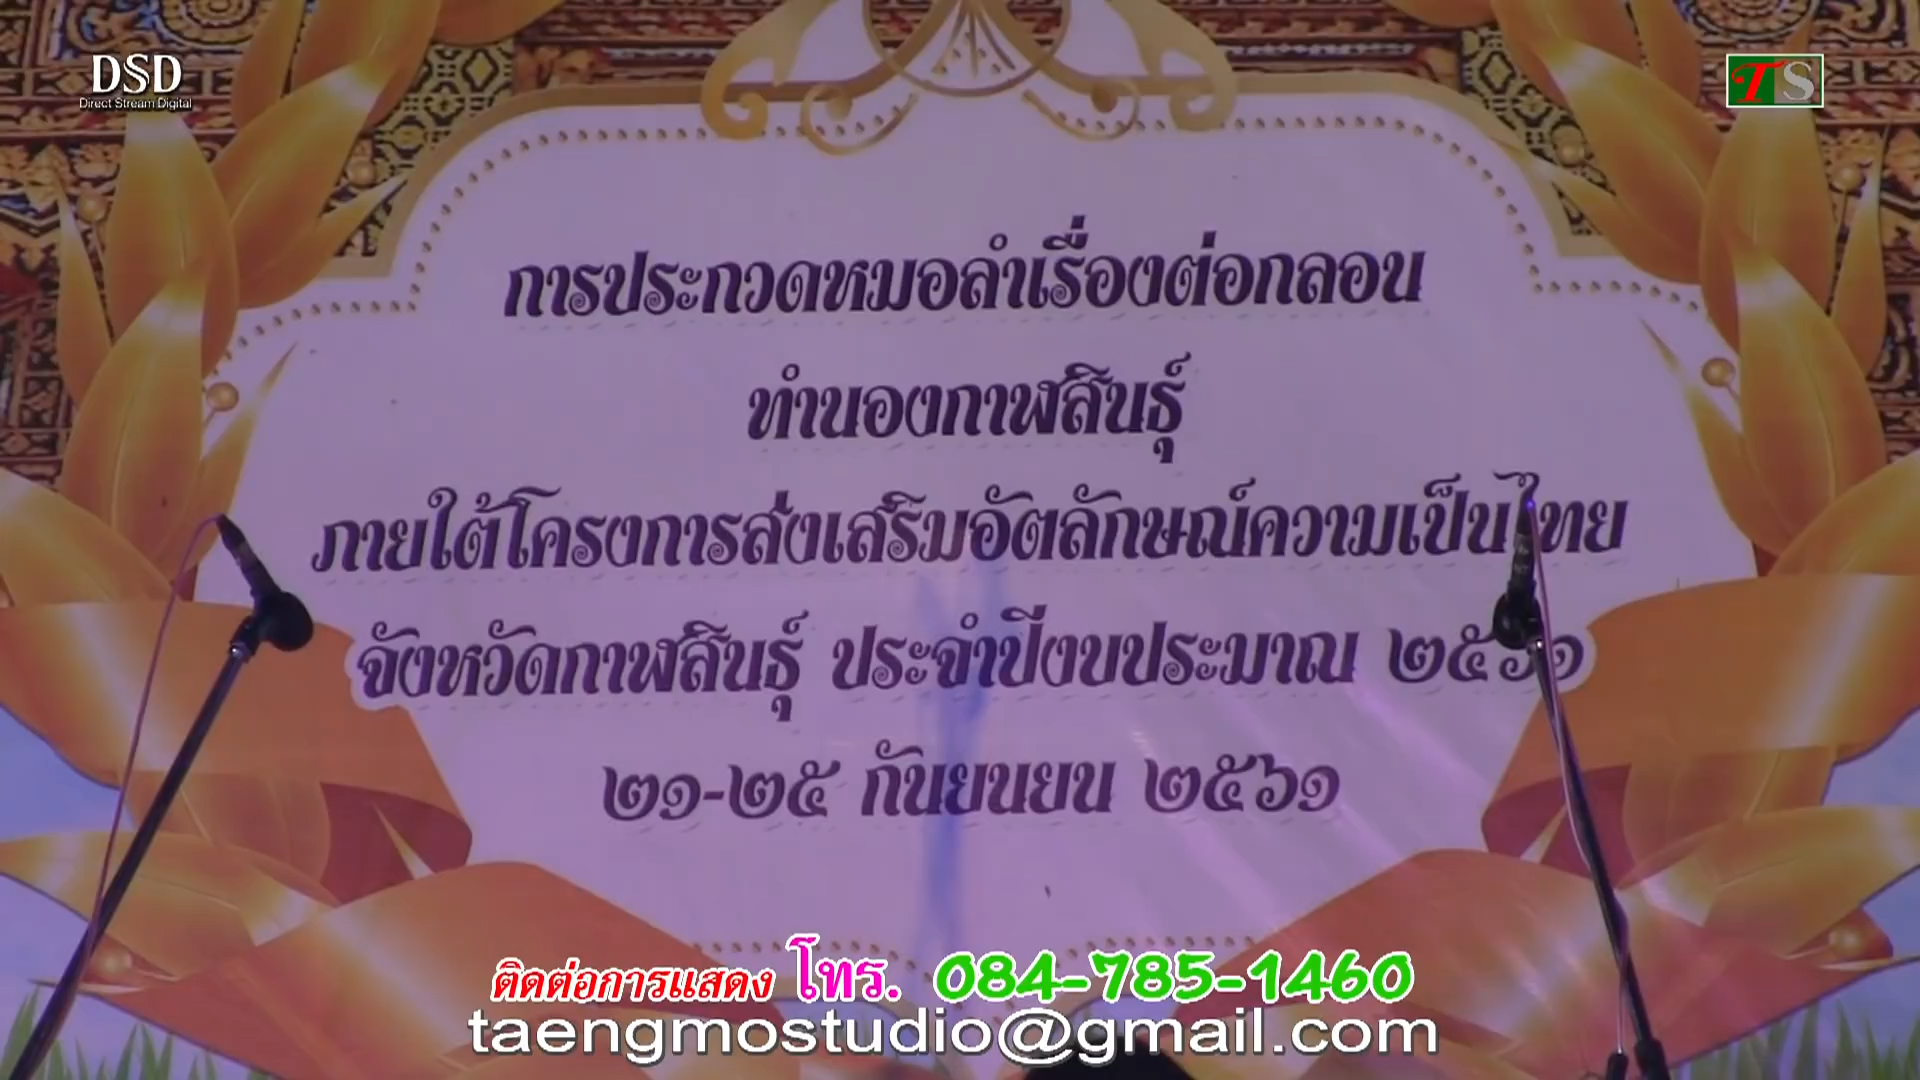 DSD
Direct Stream Digital
TS
การประกวดหมอลำเรื่องต่อกลอน
ทำนองกาฬสินธุ์
ภายใต้โครงการส่งเสริมอัตลักษณ์ความเป็นไทย
จังหวัดกาฬสินธุ์ ประจำปีงบประมาณ ๒๕๖๑
๒๑-๒๕ กันยนยน ๒๕๖๑
ติดต่อการแสดง โทร. 084-785-1460
taengmostudio@gmail.com